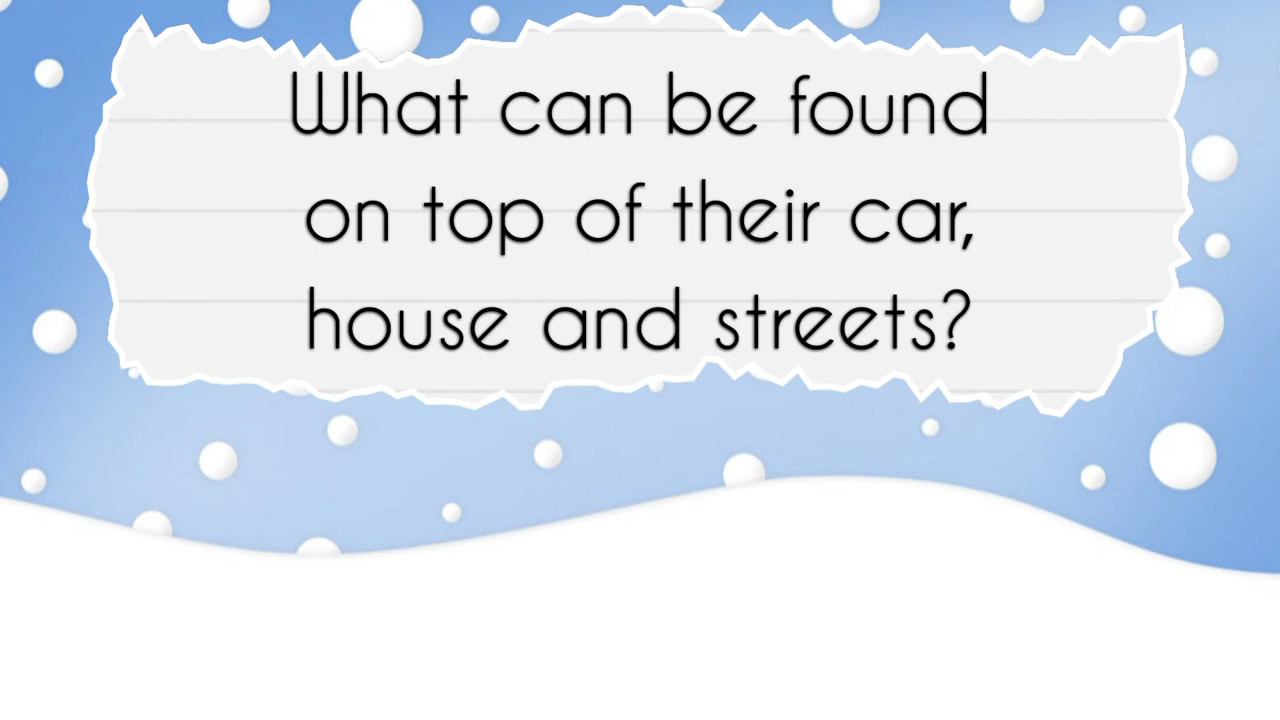 What can be found
on top of their car,
house and streets?